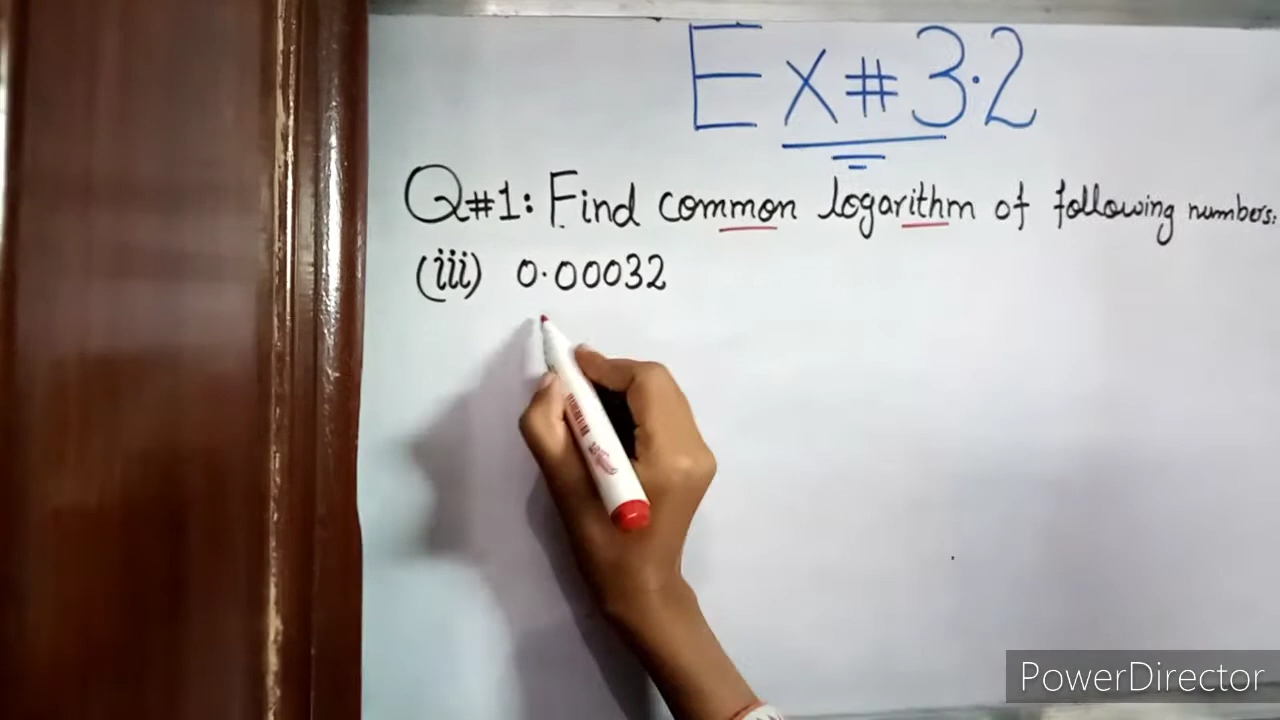 Ex#3.2
Q#1: Find common logarithm of following numbers:
(iii) 0.00032
PowerDirector